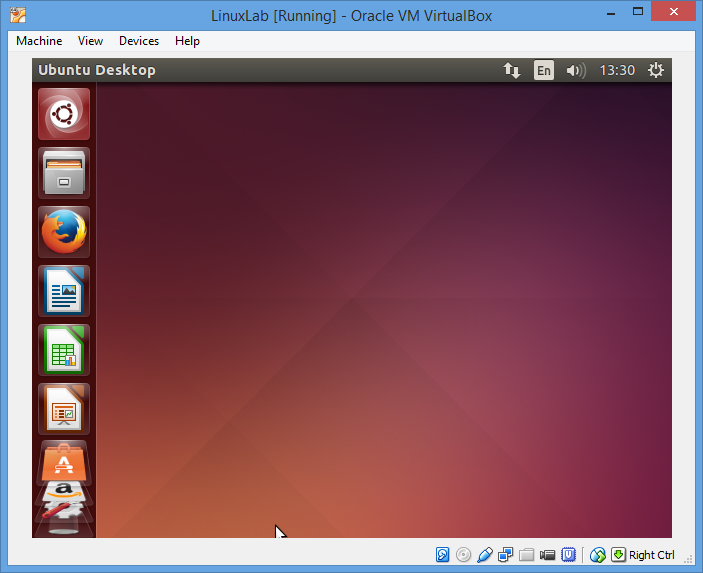 LinuxLab [Running] - Oracle VM VirtualBox
Machine View Devices Help
Ubuntu Desktop En 13:30
Right Ctrl